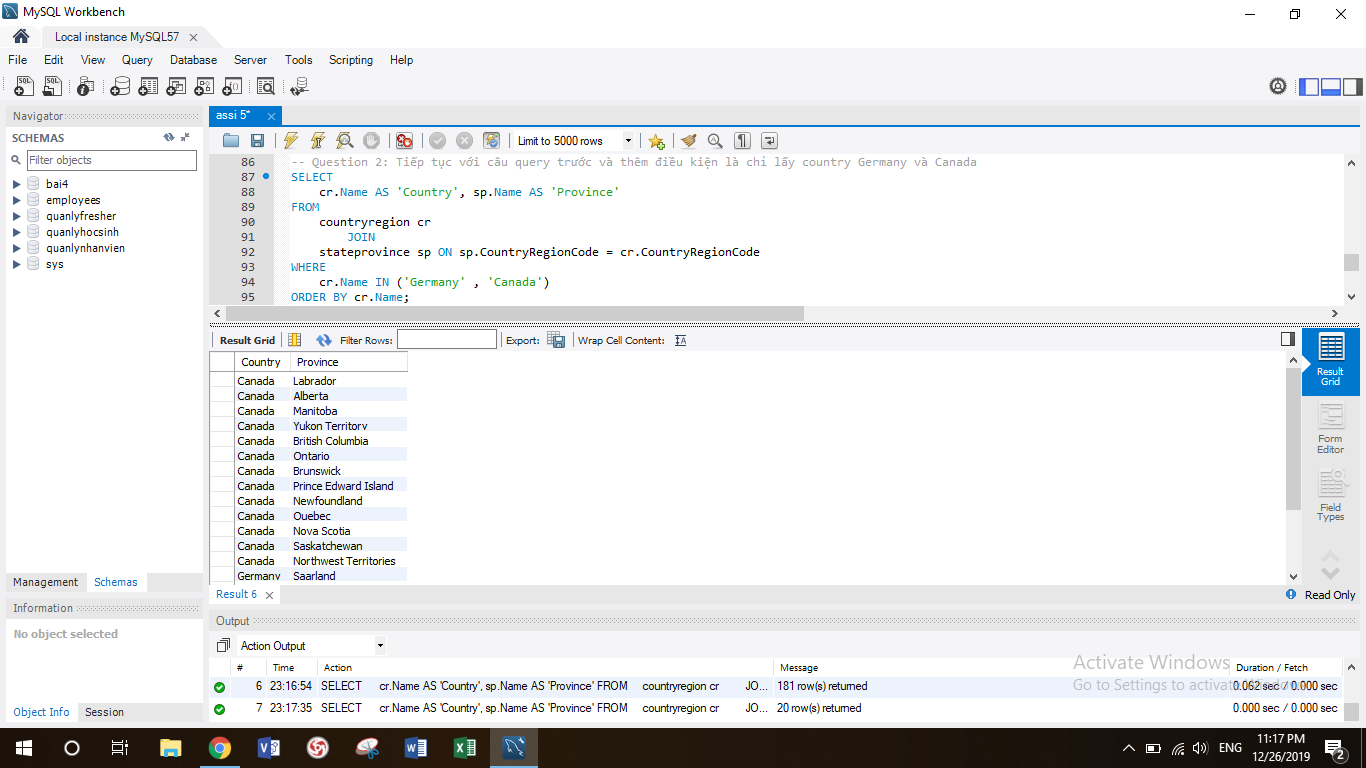 MySQL Workbench
Local instance MySQL57
File Edit View Query Database Server Tools Scripting Help
Navigator
SCHEMAS
Filter objects
bai4
employees
quanlyfresher
quanlyhocsinh
quanlynhanvien
sys
Management Schemas
Information
No object selected
Object Info Session
assi 5*
Limit to 5000 rows
86 -- Question 2: Tiếp tục với câu query trước và thêm điều kiện là chỉ lấy country Germany và Canada
87 SELECT
88 cr.Name AS 'Country', sp.Name AS 'Province'
89 FROM
90 countryregion cr
91 JOIN
92 stateprovince sp ON sp.CountryRegionCode = cr.CountryRegionCode
93 WHERE
94 cr.Name IN ('Germany' , 'Canada')
95 ORDER BY cr.Name;
Result Grid Filter Rows: Export: Wrap Cell Content:
Country Province
Canada Labrador
Canada Alberta
Canada Manitoba
Canada Yukon Territory
Canada British Columbia
Canada Ontario
Canada Brunswick
Canada Prince Edward Island
Canada Newfoundland
Canada Quebec
Canada Nova Scotia
Canada Saskatchewan
Canada Northwest Territories
Germany Saarland
Result
Grid
Form
Editor
Field
Types
Result 6
Read Only
Output
Action Output
# Time Action Message Duration / Fetch
6 23:16:54 SELECT cr.Name AS 'Country', sp.Name AS 'Province' FROM countryregion cr JO... 181 row(s) returned 0.062 sec / 0.000 sec
7 23:17:35 SELECT cr.Name AS 'Country', sp.Name AS 'Province' FROM countryregion cr JO... 20 row(s) returned 0.000 sec / 0.000 sec
Activate Windows
Go to Settings to activate Windows.
ENG
11:17 PM
12/26/2019
2